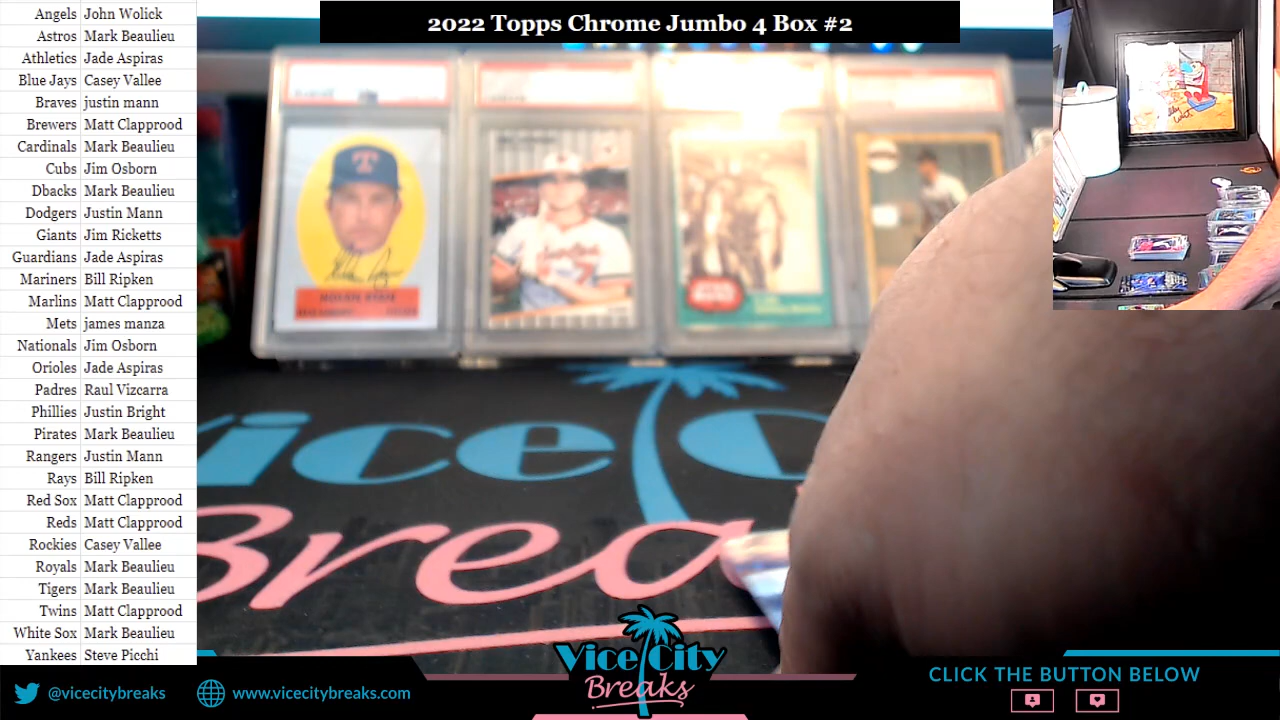 2022 Topps Chrome Jumbo 4 Box #2
Angels John Wolick
Astros Mark Beaulieu
Athletics Jade Aspiras
Blue Jays Casey Vallee
Braves justin mann
Brewers Matt Clapprood
Cardinals Mark Beaulieu
Cubs Jim Osborn
Dbacks Mark Beaulieu
Dodgers Justin Mann
Giants Jim Ricketts
Guardians Jade Aspiras
Mariners Bill Ripken
Marlins Matt Clapprood
Mets james manza
Nationals Jim Osborn
Orioles Jade Aspiras
Padres Raul Vizcarra
Phillies Justin Bright
Pirates Mark Beaulieu
Rangers Justin Mann
Rays Bill Ripken
Red Sox Matt Clapprood
Reds Matt Clapprood
Rockies Casey Vallee
Royals Mark Beaulieu
Tigers Mark Beaulieu
Twins Matt Clapprood
White Sox Mark Beaulieu
Yankees Steve Picchi
T
NOLAN RYAN
STAR WARS
Vice C
Brea
@vicecitybreaks
www.vicecitybreaks.com
Vice City
Breaks
CLICK THE BUTTON BELOW